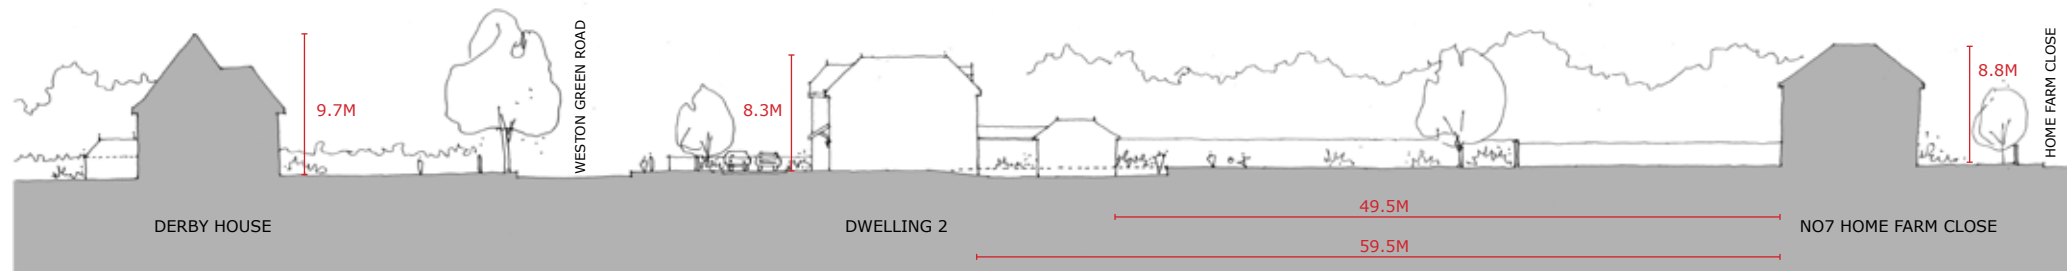 9.7M
WESTON GREEN ROAD
8.3M
8.8M
HOME FARM CLOSE
49.5M
DERBY HOUSE
DWELLING 2
NO7 HOME FARM CLOSE
59.5M